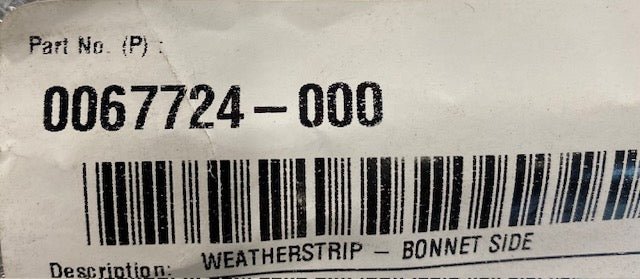 Part No. (P) :
0067724-000
Description: WEATHERSTRIP - BONNET SIDE